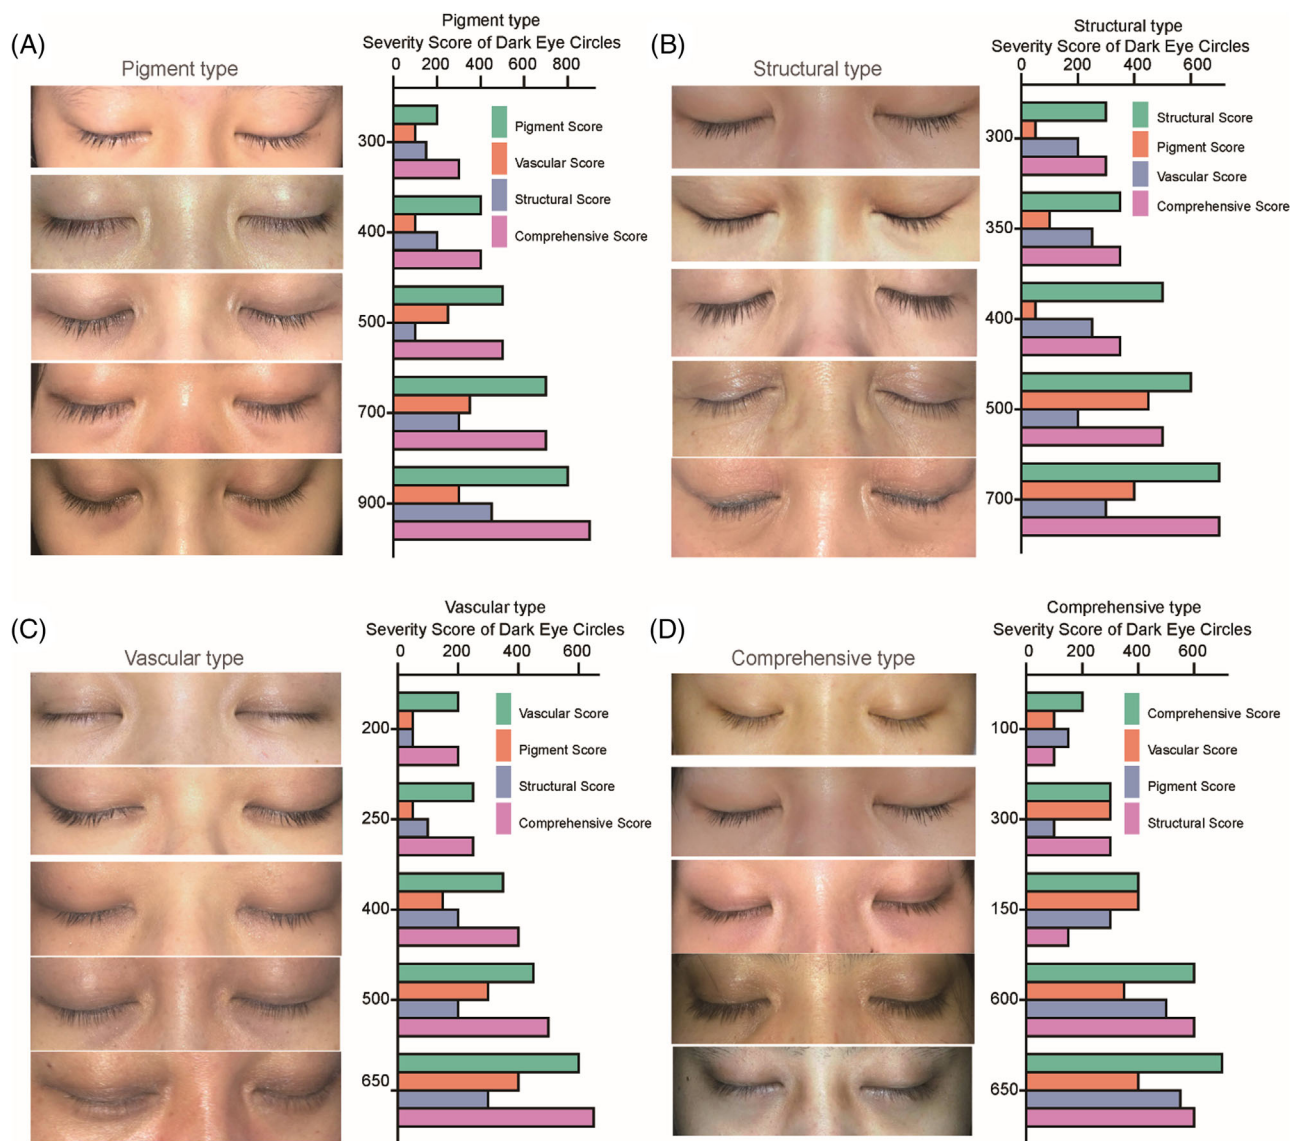 (A)
Pigment type
Pigment type
Severity Score of Dark Eye Circles
0 200 400 600 800
300
400
500
700
900
Pigment Score
Vascular Score
Structural Score
Comprehensive Score
(B)
Structural type
Structural type
Severity Score of Dark Eye Circles
0 200 400 600
300
350
400
500
700
Structural Score
Pigment Score
Vascular Score
Comprehensive Score
(C)
Vascular type
Vascular type
Severity Score of Dark Eye Circles
0 200 400 600
200
250
400
500
650
Vascular Score
Pigment Score
Structural Score
Comprehensive Score
(D)
Comprehensive type
Comprehensive type
Severity Score of Dark Eye Circles
0 200 400 600
100
300
150
600
650
Comprehensive Score
Vascular Score
Pigment Score
Structural Score